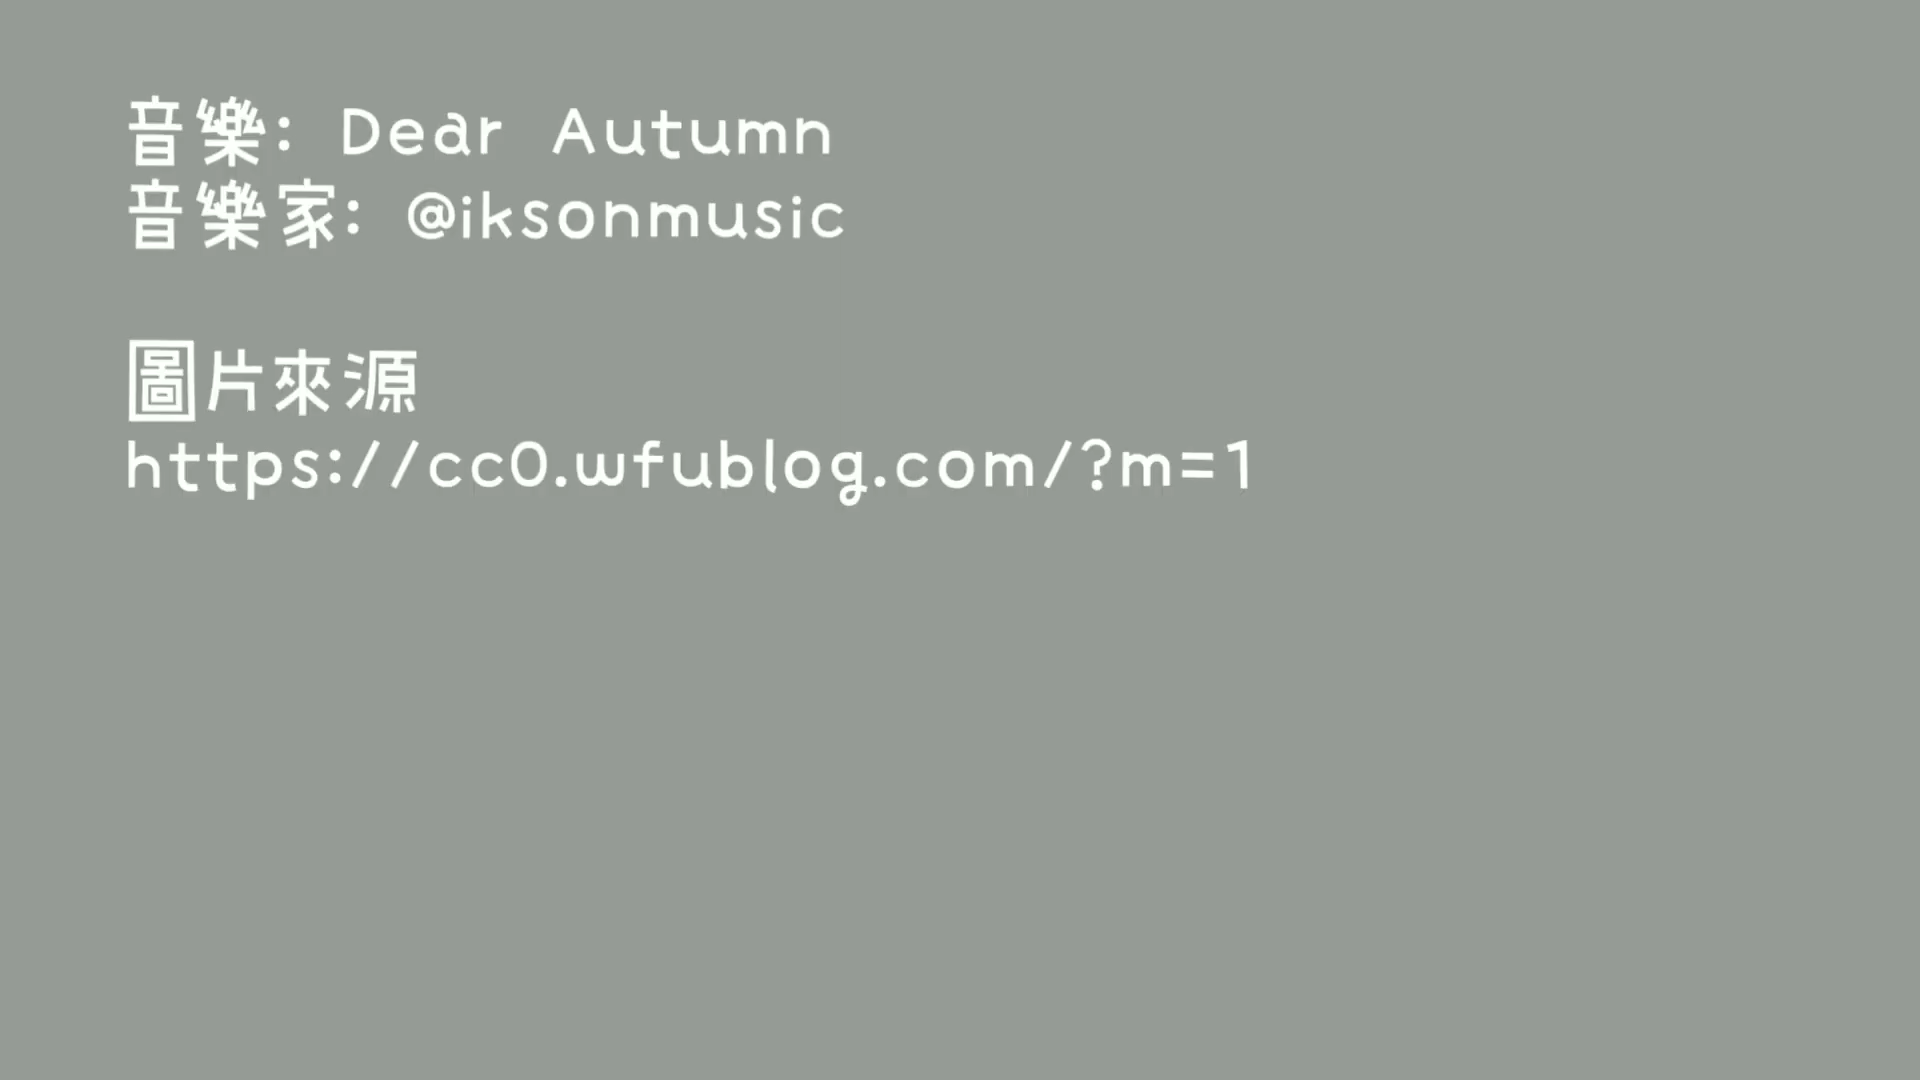 音樂: Dear Autumn
音樂家: @iksonmusic
圖片來源
https://cc0.wfublog.com/?m=1